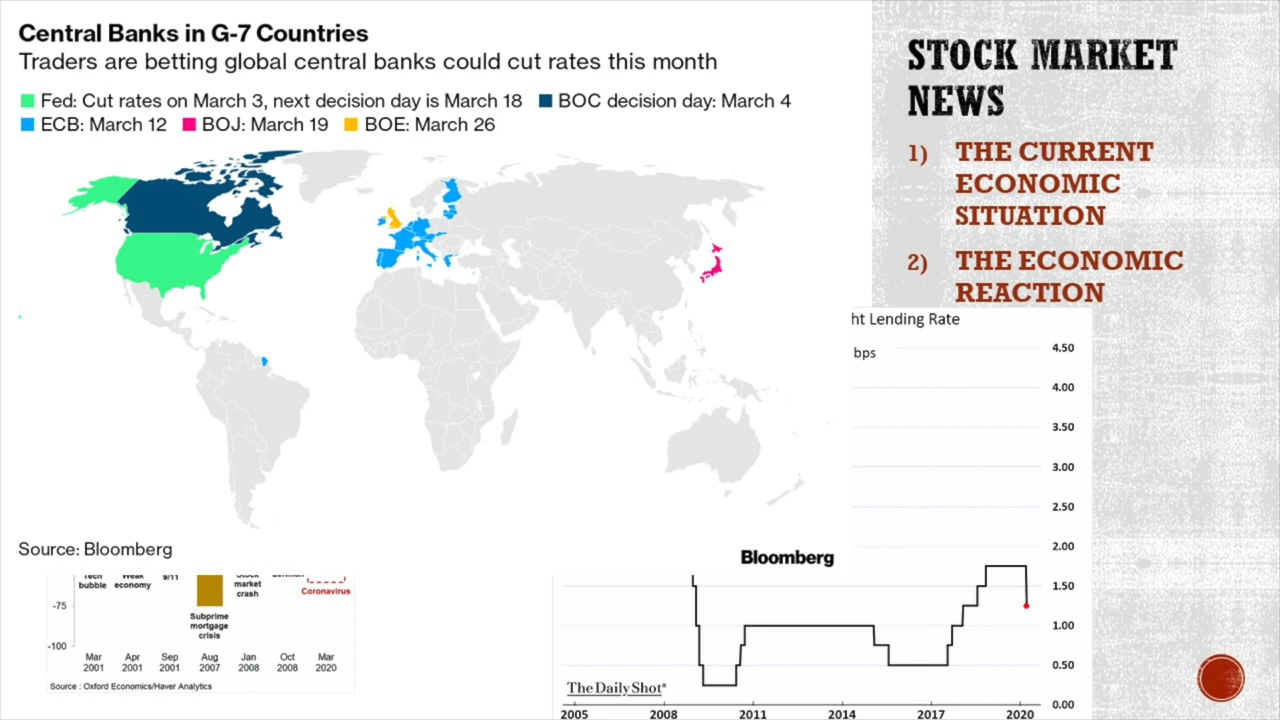 Central Banks in G-7 Countries
Traders are betting global central banks could cut rates this month
Fed: Cut rates on March 3, next decision day is March 18 BOC decision day: March 4
ECB: March 12 BOJ: March 19 BOE: March 26
Source: Bloomberg
Bloomberg
STOCK MARKET
NEWS
1) THE CURRENT
ECONOMIC
SITUATION
2) THE ECONOMIC
REACTION
ht Lending Rate
bps
4.50
4.00
3.50
3.00
2.50
2.00
1.50
1.00
0.50
0.00
The Daily Shot*
2005 2008 2011 2014 2017 2020
Tech
bubble
Weak
economy
9/11
Subprime
mortgage
crisis
Stock
market
crash
Coronavirus
-75
-100
Mar
2001
Apr
2001
Sep
2001
Aug
2007
Jan
2008
Oct
2008
Mar
2020
Source : Oxford Economics/Haver Analytics